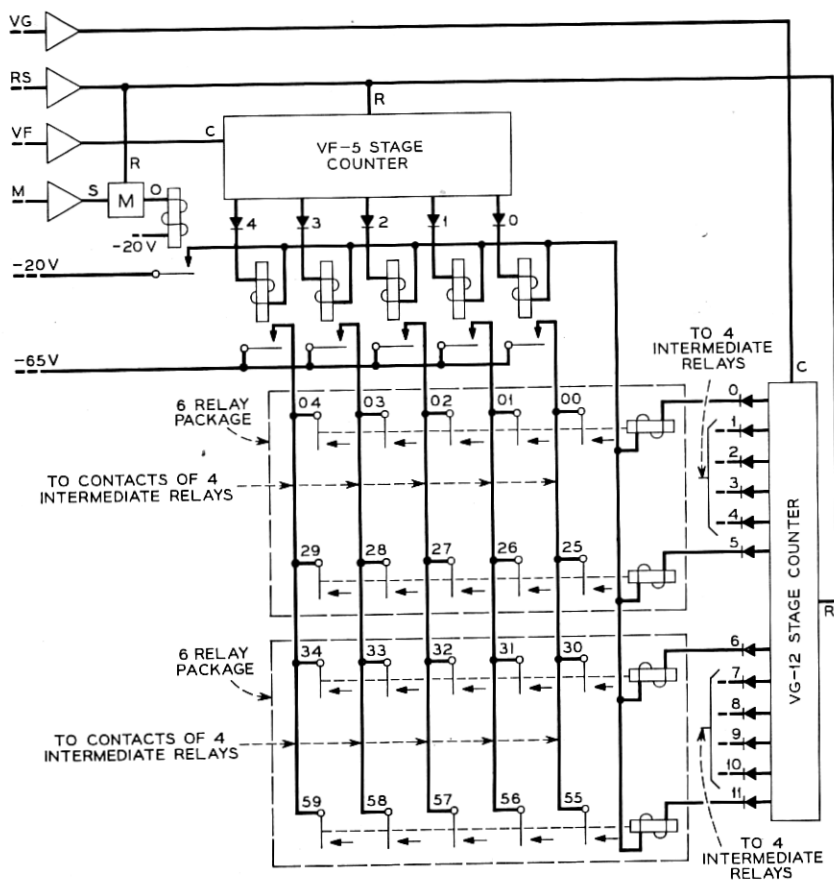 VG
RS
VF
M
R
C
R
VF-5 STAGE
COUNTER
S
M
O
-20V
-20V
4
3
2
1
0
-65V
TO 4
INTERMEDIATE
RELAYS
C
6 RELAY
PACKAGE
04
03
02
01
00
0
1
2
3
4
5
TO CONTACTS OF 4
INTERMEDIATE RELAYS
29
28
27
26
25
VG-12 STAGE COUNTER
R
6 RELAY
PACKAGE
34
33
32
31
30
6
7
8
9
10
11
TO CONTACTS OF 4
INTERMEDIATE RELAYS
59
58
57
56
55
TO 4
INTERMEDIATE
RELAYS